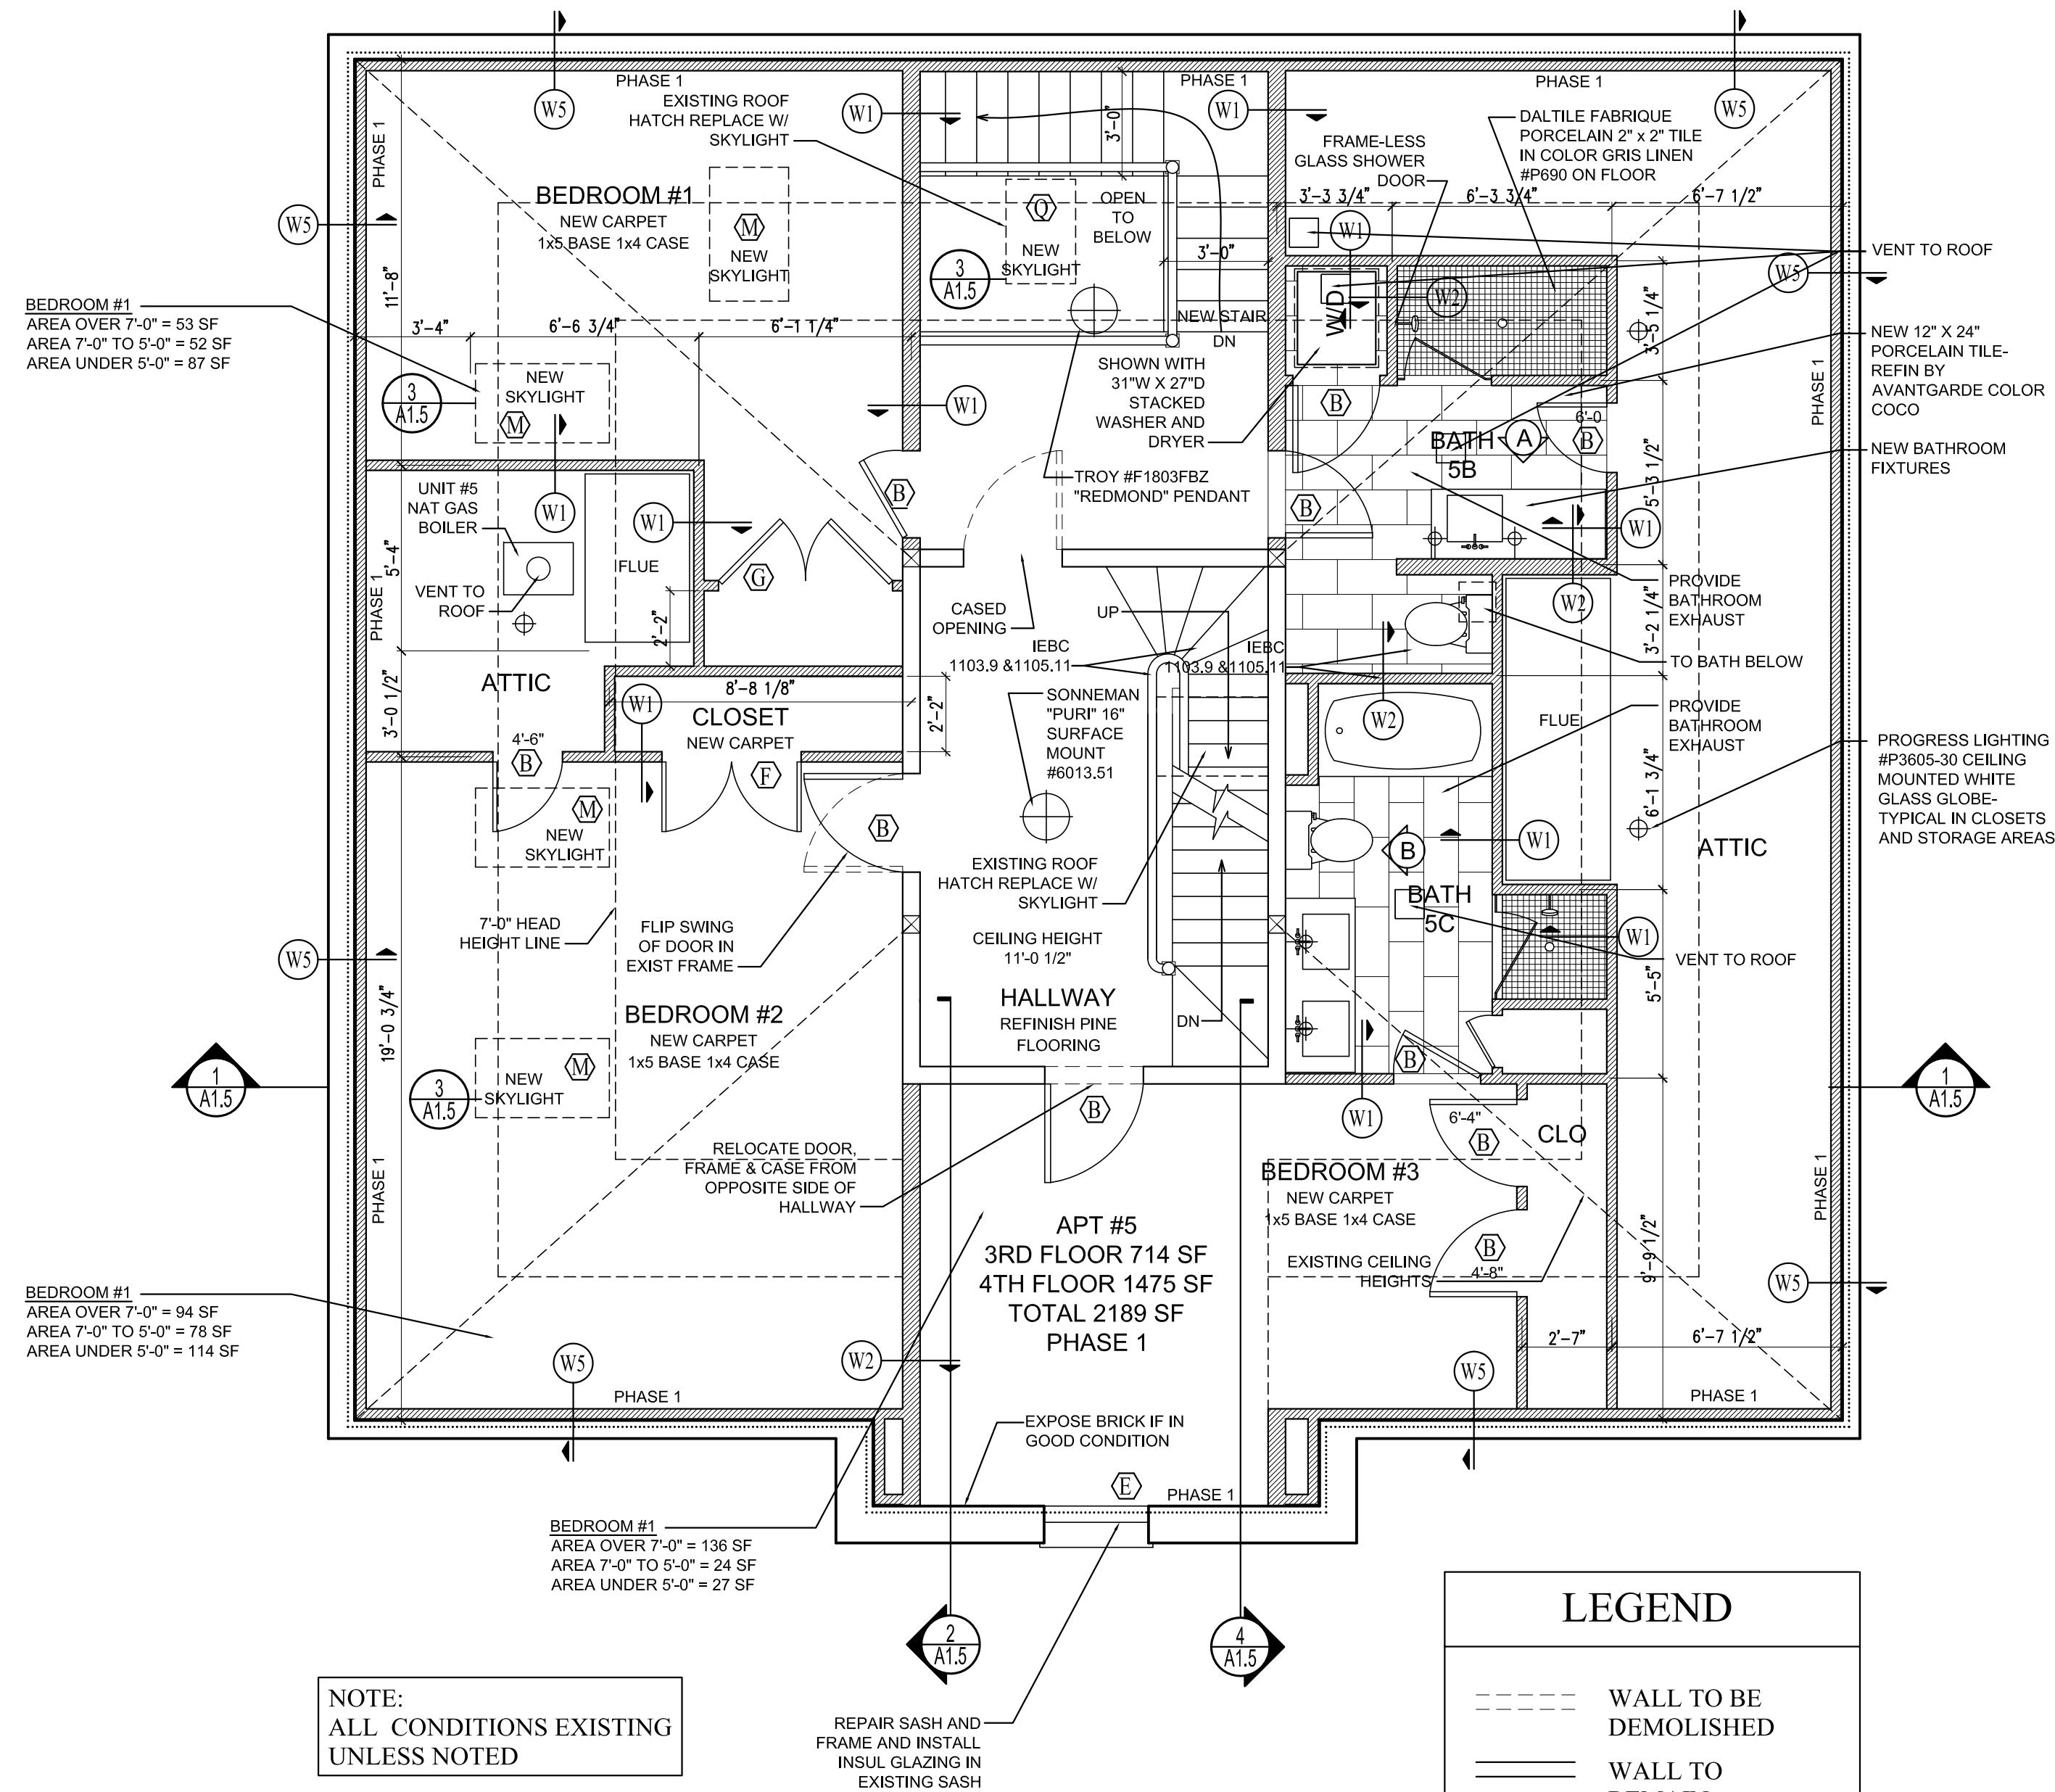 PHASE 1
PHASE 1
PHASE 1
W5
W1
W1
W5
EXISTING ROOF
HATCH REPLACE W/
SKYLIGHT
3'-0"
FRAME-LESS
GLASS SHOWER
DOOR
DALTILE FABRIQUE
PORCELAIN 2" x 2" TILE
IN COLOR GRIS LINEN
#P690 ON FLOOR
PHASE 1
W5
BEDROOM #1
NEW CARPET
1x5 BASE 1x4 CASE
M
NEW
SKYLIGHT
Q
NEW
SKYLIGHT
OPEN
TO
BELOW
3
A1.5
3'-0"
3'-3 3/4"
6'-3 3/4"
6'-7 1/2"
W1
VENT TO ROOF
W5
W2
W/D
11'-8"
BEDROOM #1
AREA OVER 7'-0" = 53 SF
AREA 7'-0" TO 5'-0" = 52 SF
AREA UNDER 5'-0" = 87 SF
3'-4"
6'-6 3/4"
6'-1 1/4"
NEW STAIR
DN
3'-5 1/4"
NEW 12" X 24"
PORCELAIN TILE-
REFIN BY
AVANTGARDE COLOR
COCO
NEW
SKYLIGHT
M
3
A1.5
W1
SHOWN WITH
31"W X 27"D
STACKED
WASHER AND
DRYER
B
6'-0
B
PHASE 1
BATH
5B
A
5'-3 1/2"
NEW BATHROOM
FIXTURES
UNIT #5
NAT GAS
BOILER
W1
W1
B
TROY #F1803FBZ
"REDMOND" PENDANT
B
W1
FLUE
G
VENT TO
ROOF
5'-4"
PHASE 1
2'-2"
CASED
OPENING
UP
IEBC
1103.9 &1105.11
IEBC
1103.9 &1105.11
W2
3'-2 1/4"
PROVIDE
BATHROOM
EXHAUST
TO BATH BELOW
ATTIC
3'-0 1/2"
8'-8 1/8"
W1
CLOSET
NEW CARPET
2'-2"
SONNEMAN
"PURI" 16"
SURFACE
MOUNT
#6013.51
W2
FLUE
PROVIDE
BATHROOM
EXHAUST
PROGRESS LIGHTING
#P3605-30 CEILING
MOUNTED WHITE
GLASS GLOBE-
TYPICAL IN CLOSETS
AND STORAGE AREAS
4'-6"
B
F
M
NEW
SKYLIGHT
B
6'-1 3/4"
W1
B
ATTIC
EXISTING ROOF
HATCH REPLACE W/
SKYLIGHT
BATH
5C
7'-0" HEAD
HEIGHT LINE
FLIP SWING
OF DOOR IN
EXIST FRAME
CEILING HEIGHT
11'-0 1/2"
W1
W5
VENT TO ROOF
5'-5"
HALLWAY
REFINISH PINE
FLOORING
DN
BEDROOM #2
NEW CARPET
1x5 BASE 1x4 CASE
19'-0 3/4"
M
NEW
SKYLIGHT
3
A1.5
1
A1.5
1
A1.5
B
B
W1
6'-4"
B
CLO
RELOCATE DOOR,
FRAME & CASE FROM
OPPOSITE SIDE OF
HALLWAY
BEDROOM #3
NEW CARPET
1x5 BASE 1x4 CASE
PHASE 1
PHASE 1
APT #5
3RD FLOOR 714 SF
4TH FLOOR 1475 SF
TOTAL 2189 SF
PHASE 1
EXISTING CEILING
HEIGHTS
B
4'-8"
9'-9 1/2"
W5
BEDROOM #1
AREA OVER 7'-0" = 94 SF
AREA 7'-0" TO 5'-0" = 78 SF
AREA UNDER 5'-0" = 114 SF
2'-7"
6'-7 1/2"
W5
W2
W5
PHASE 1
PHASE 1
EXPOSE BRICK IF IN
GOOD CONDITION
E
PHASE 1
BEDROOM #1
AREA OVER 7'-0" = 136 SF
AREA 7'-0" TO 5'-0" = 24 SF
AREA UNDER 5'-0" = 27 SF
2
A1.5
4
A1.5
LEGEND
WALL TO BE
DEMOLISHED
WALL TO
NOTE:
ALL CONDITIONS EXISTING
UNLESS NOTED
REPAIR SASH AND
FRAME AND INSTALL
INSUL GLAZING IN
EXISTING SASH